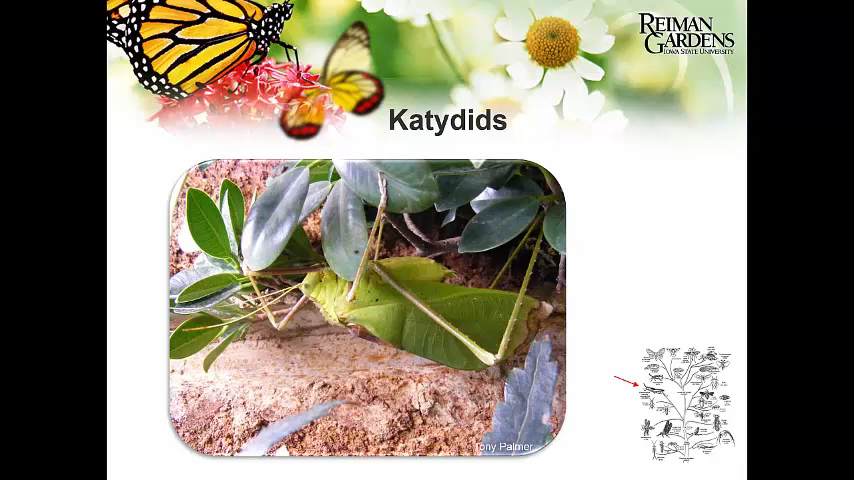 REIMAN
GARDENS
IOWA STATE UNIVERSITY
Katydids
Tony Palmer